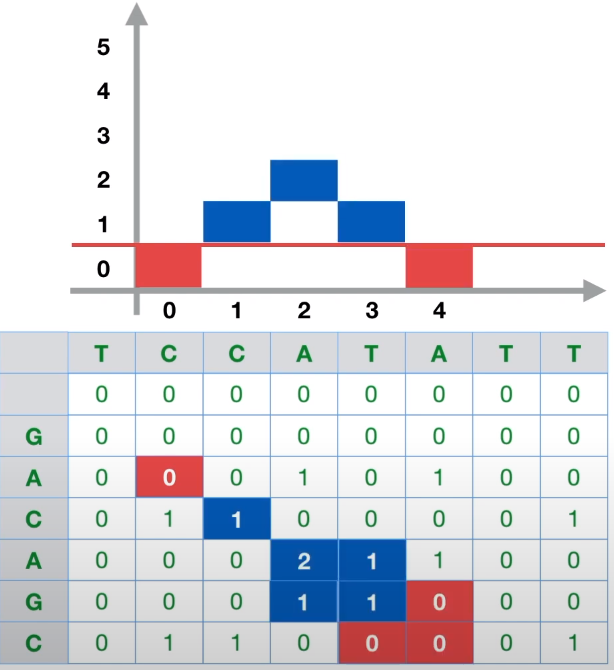 5
4
3
2
1
0
0 1 2 3 4
T C C A T A T T
0 0 0 0 0 0 0 0
G 0 0 0 0 0 0 0 0
A 0 0 0 1 0 1 0 0
C 0 1 1 0 0 0 0 1
A 0 0 0 2 1 1 0 0
G 0 0 0 1 1 0 0 0
C 0 1 1 0 0 0 0 1